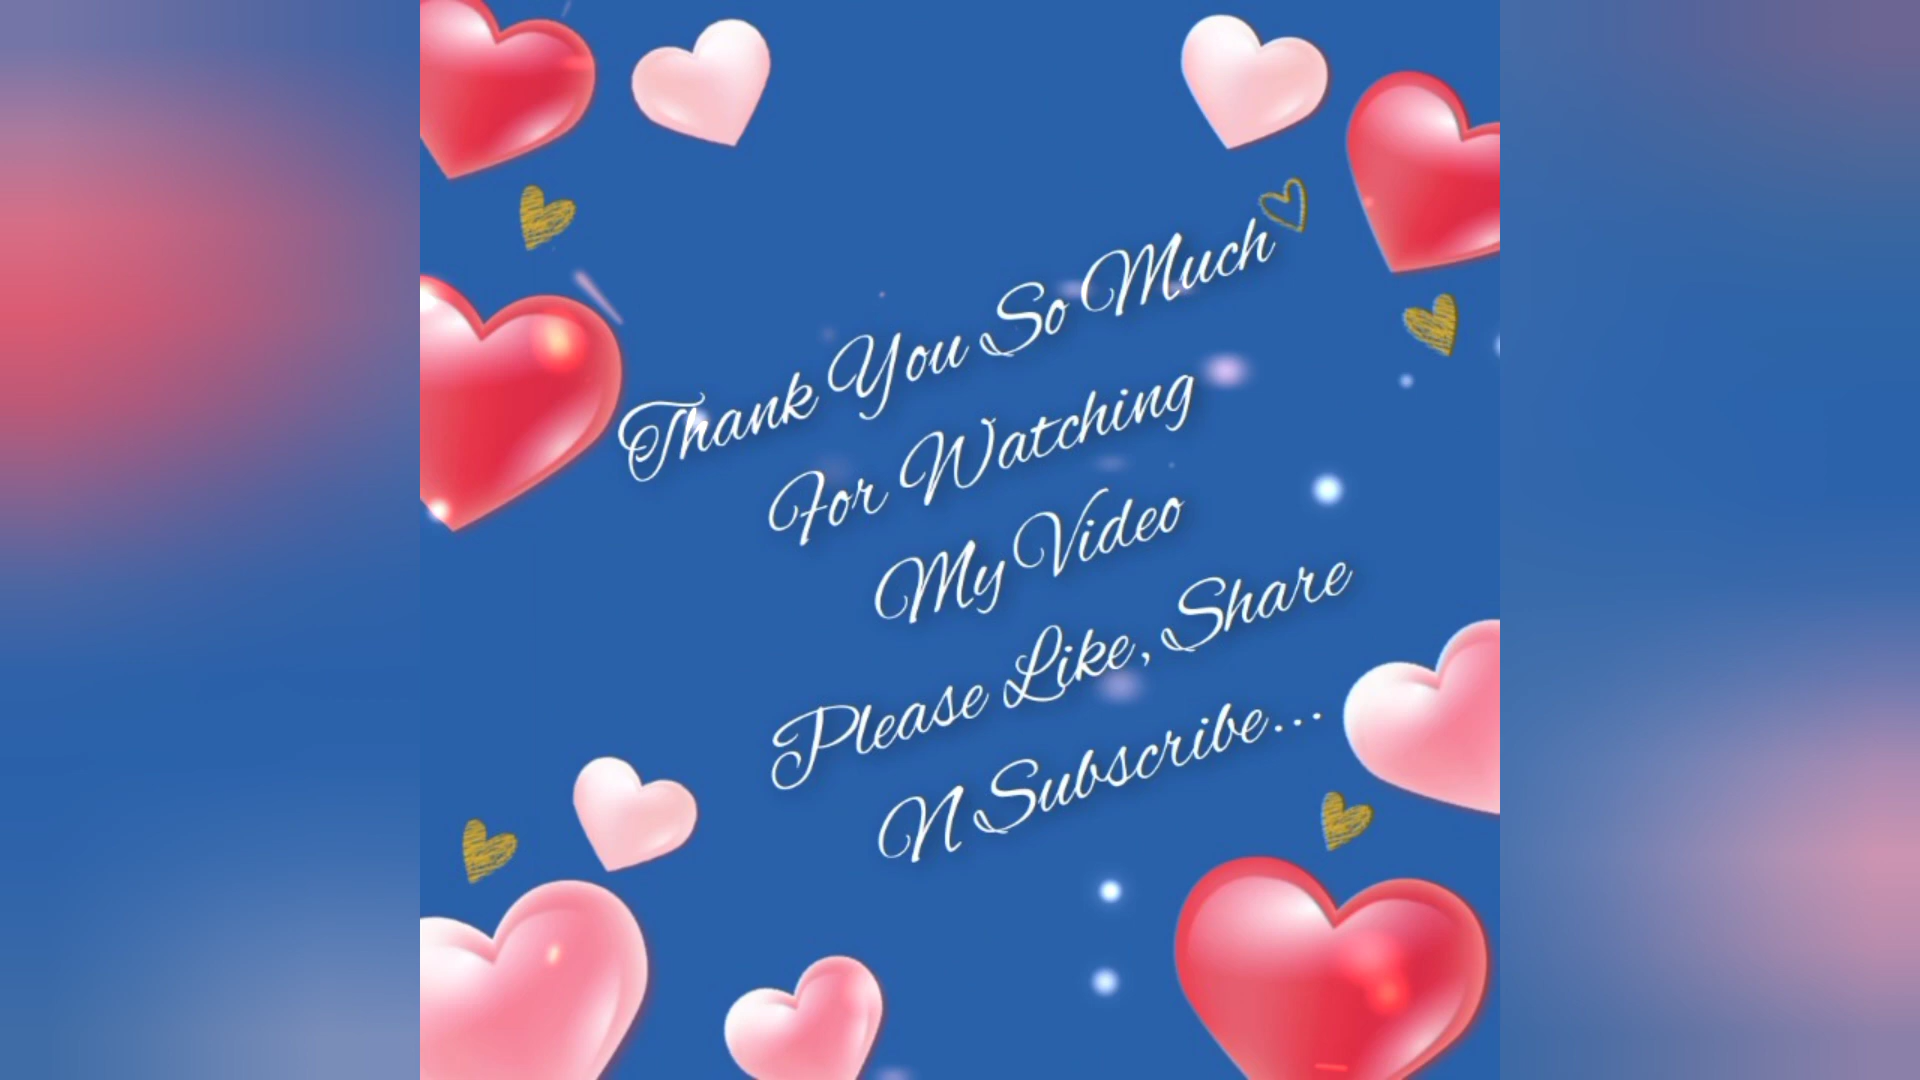 Thank You So Much
For Watching
My Video
Please Like, Share
N Subscribe...